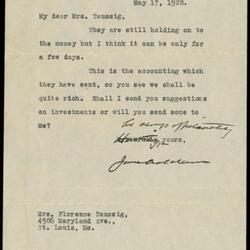 May 17, 1928.
My dear Mrs. Taussig,
They are still holding on to
the money but I think it can be only for
a few days.
This is the accounting which
they have sent, so you see we shall be
quite rich. Shall I send you suggestions
on investments or will you send some to
me?
yours,
Mrs. Florence Taussig,
4506 Maryland Ave.,
St. Louis, Mo.